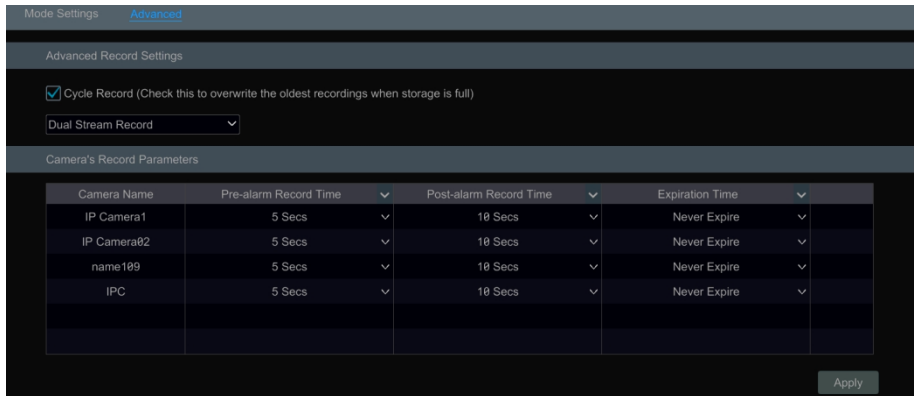 Mode Settings Advanced
Advanced Record Settings
Cycle Record (Check this to overwrite the oldest recordings when storage is full)
Dual Stream Record
Camera's Record Parameters
Camera Name Pre-alarm Record Time Post-alarm Record Time Expiration Time
IP Camera1 5 Secs 10 Secs Never Expire
IP Camera02 5 Secs 10 Secs Never Expire
name109 5 Secs 10 Secs Never Expire
IPC 5 Secs 10 Secs Never Expire
Apply